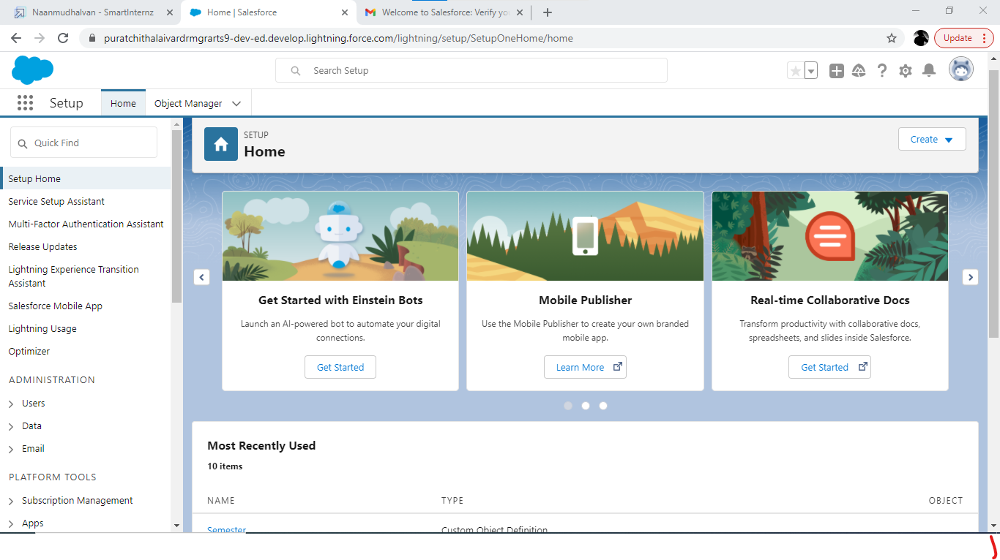 Naanmudhalvan - SmartInternz
Home | Salesforce
Welcome to Salesforce: Verify yo
puratchithalaivardrmgrarts9-dev-ed.develop.lightning.force.com/lightning/setup/SetupOneHome/home
Update
Search Setup
Setup
Home
Object Manager
Quick Find
Setup Home
Service Setup Assistant
Multi-Factor Authentication Assistant
Release Updates
Lightning Experience Transition
Assistant
Salesforce Mobile App
Lightning Usage
Optimizer
ADMINISTRATION
Users
Data
Email
PLATFORM TOOLS
Subscription Management
Apps
SETUP
Home
Create
Get Started with Einstein Bots
Launch an AI-powered bot to automate your digital
connections.
Get Started
Mobile Publisher
Use the Mobile Publisher to create your own branded
mobile app.
Learn More
Real-time Collaborative Docs
Transform productivity with collaborative docs,
spreadsheets, and slides inside Salesforce.
Get Started
Most Recently Used
10 items
NAME TYPE OBJECT
Semester Custom Object Definition